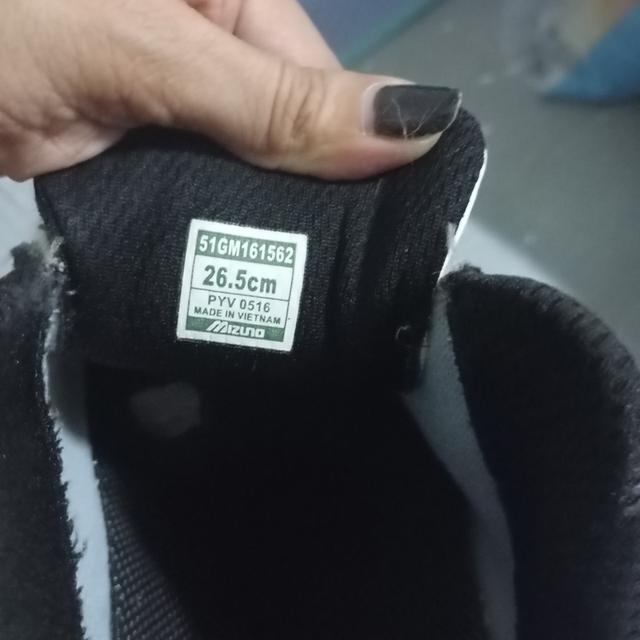 51GM161562
26.5cm
PYV 0516
MADE IN VIETNAM
MIZUNO